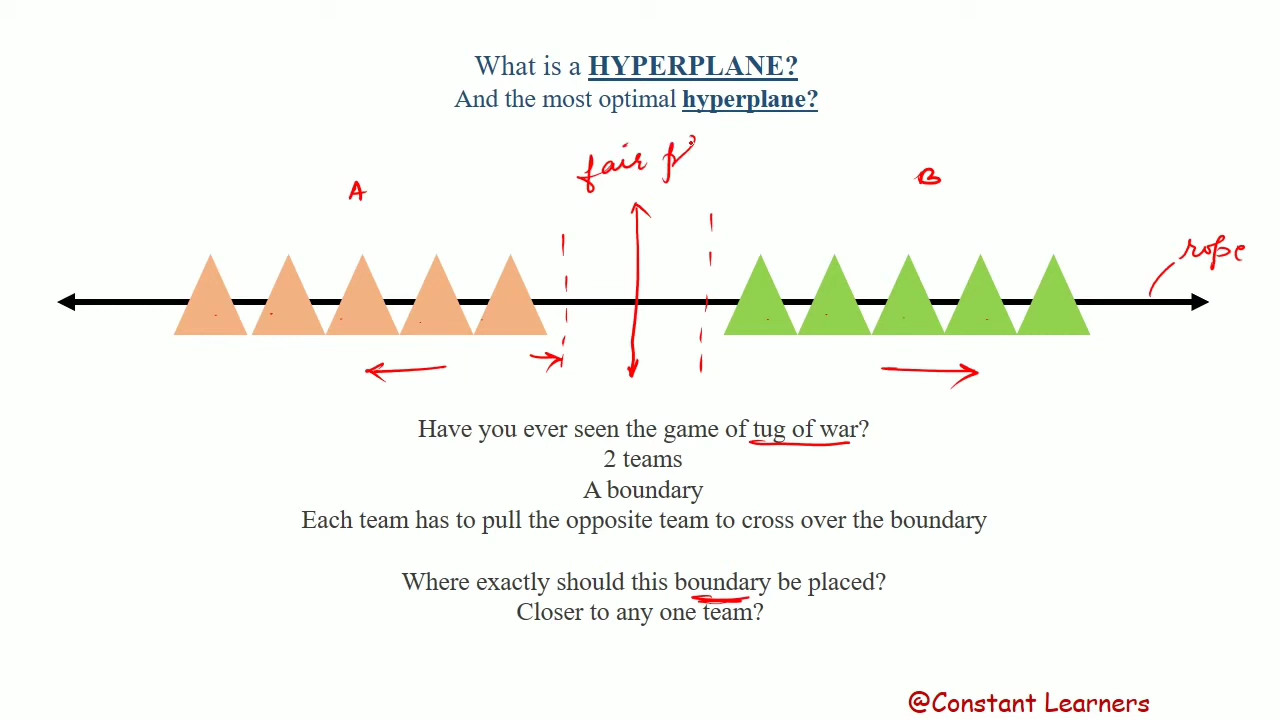 What is a HYPERPLANE?
And the most optimal hyperplane?
fair
A
B
rope
Have you ever seen the game of tug of war?
2 teams
A boundary
Each team has to pull the opposite team to cross over the boundary
Where exactly should this boundary be placed?
Closer to any one team?
@Constant Learners